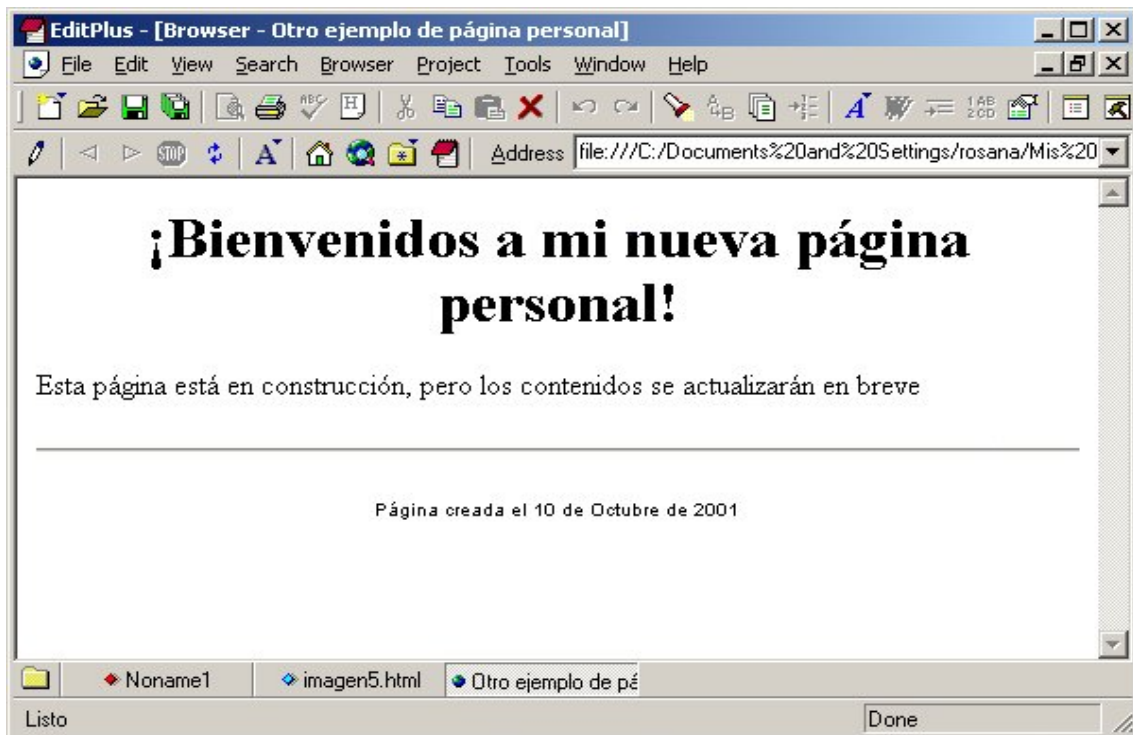 EditPlus - [Browser - Otro ejemplo de página personal]
File Edit View Search Browser Project Tools Window Help
Address file:///C:/Documents%20and%20Settings/rosana/Mis%20
¡Bienvenidos a mi nueva página
personal!
Esta página está en construcción, pero los contenidos se actualizarán en breve
Página creada el 10 de Octubre de 2001
Noname1 imagen5.html Otro ejemplo de pá
Listo Done